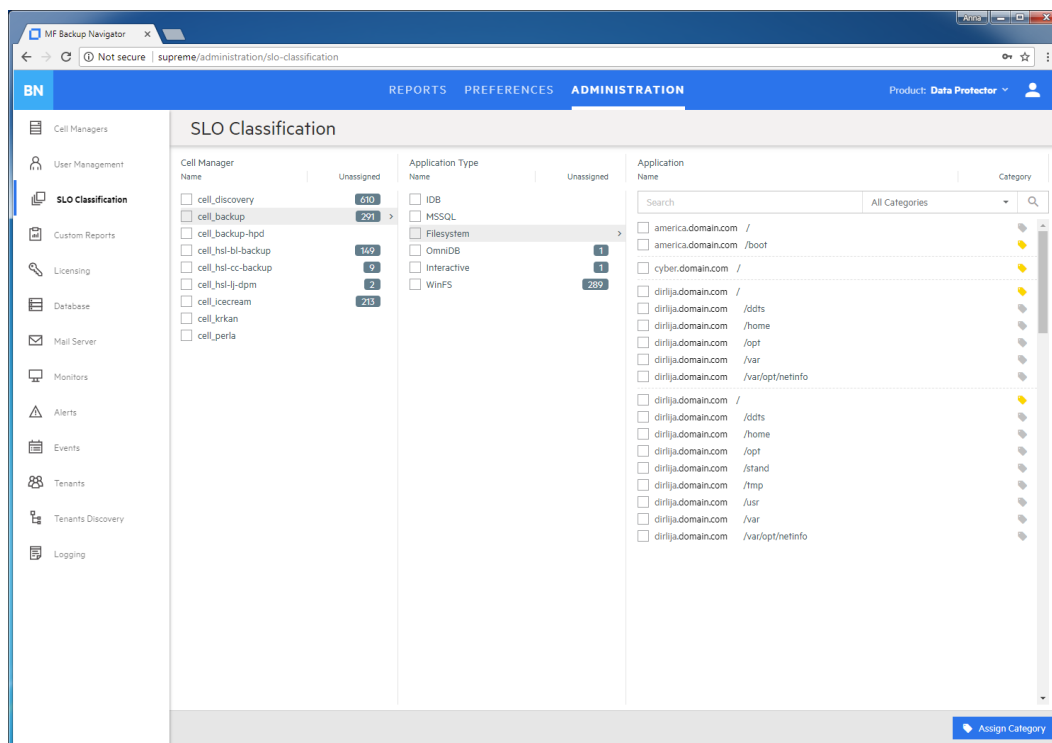 Anna
MF Backup Navigator
Not secure | supreme/administration/slo-classification
BN
REPORTS PREFERENCES ADMINISTRATION
Product: Data Protector
Cell Managers
User Management
SLO Classification
Custom Reports
Licensing
Database
Mail Server
Monitors
Alerts
Events
Tenants
Tenants Discovery
Logging
SLO Classification
Cell Manager
Name Unassigned
cell_discovery 610
cell_backup 291
cell_backup-hpd
cell_hsl-bl-backup 149
cell_hsl-cc-backup 9
cell_hsl-lj-dpm 2
cell_icecream 213
cell_krkan
cell_perla
Application Type
Name Unassigned
IDB
MSSQL
Filesystem
OmniDB 1
Interactive 1
WinFS 289
Application
Name Category
Search All Categories
america.domain.com /
america.domain.com /boot
cyber.domain.com /
dirlija.domain.com /
dirlija.domain.com /ddts
dirlija.domain.com /home
dirlija.domain.com /opt
dirlija.domain.com /var
dirlija.domain.com /var/opt/netinfo
dirlija.domain.com /
dirlija.domain.com /ddts
dirlija.domain.com /home
dirlija.domain.com /opt
dirlija.domain.com /stand
dirlija.domain.com /tmp
dirlija.domain.com /usr
dirlija.domain.com /var
dirlija.domain.com /var/opt/netinfo
Assign Category